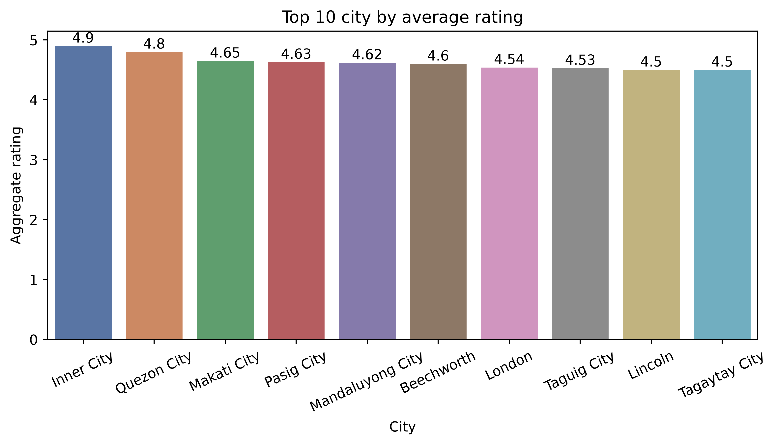 Top 10 city by average rating
Aggregate rating
5
4
3
2
1
0
4.9
4.8
4.65
4.63
4.62
4.6
4.54
4.53
4.5
4.5
Inner City
Quezon City
Makati City
Pasig City
Mandaluyong City
Beechworth
London
Taguig City
Lincoln
Tagaytay City
City